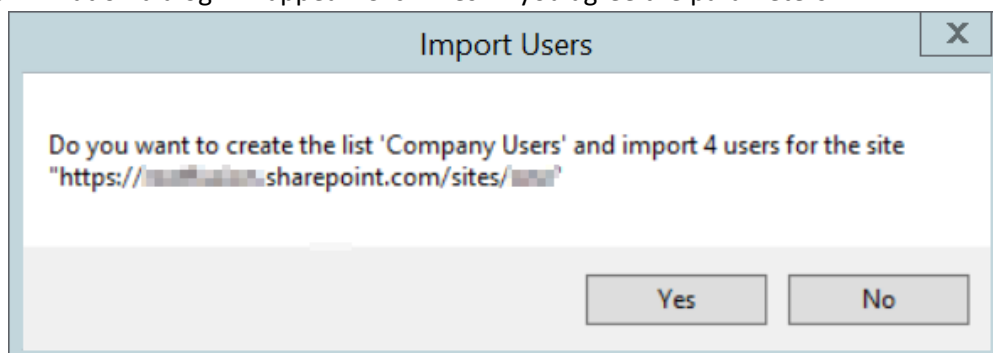 Import Users
X
Do you want to create the list 'Company Users' and import 4 users for the site
"https:// .sharepoint.com/sites/ "
Yes No